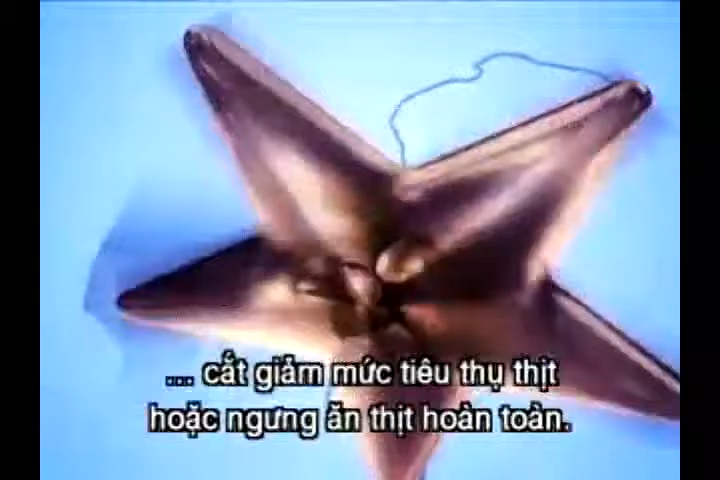 ... cắt giảm mức tiêu thụ thịt
hoặc ngưng ăn thịt hoàn toàn.